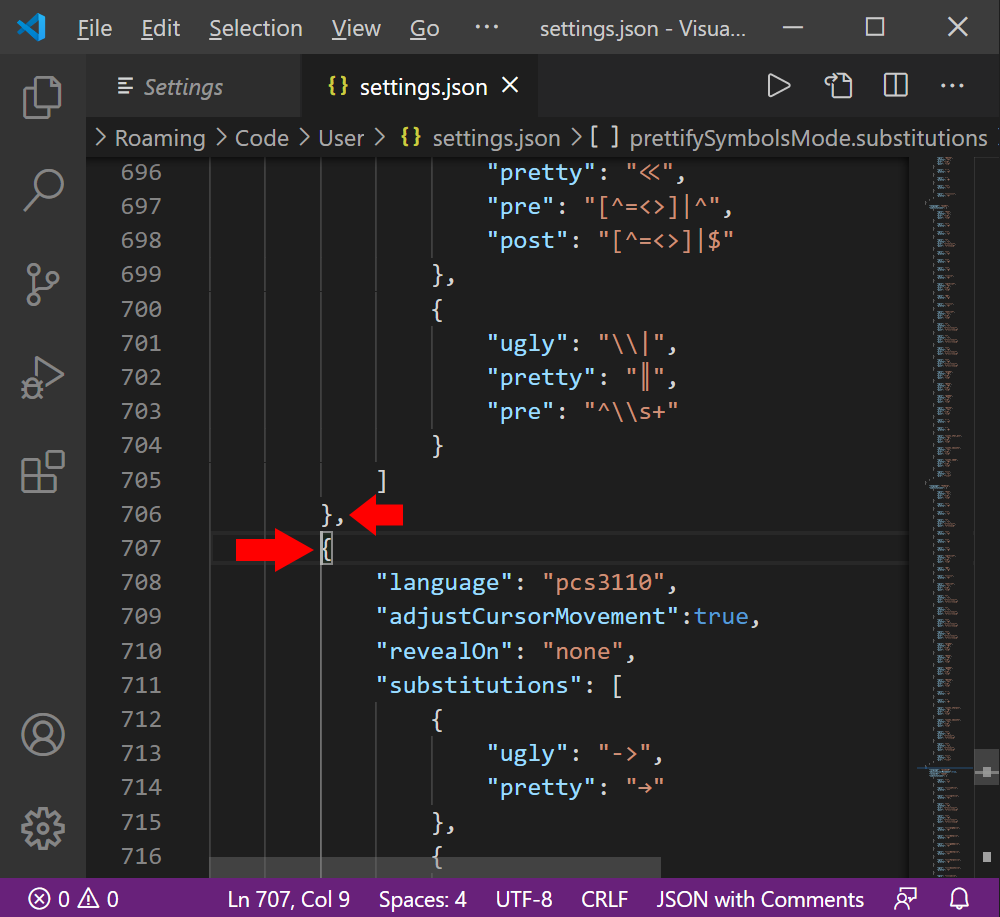 File Edit Selection View Go ··· settings.json - Visua...
Settings {} settings.json
Roaming > Code > User > {} settings.json > [ ] prettifySymbolsMode.substitutions
696 "pretty": "≪",
697 "pre": "[^=<>]|^",
698 "post": "[^=<>]|$"
699 },
700 {
701 "ugly": "\\|",
702 "pretty": "║",
703 "pre": "^\\s+"
704 }
705 ]
706 },
707 {
708 "language": "pcs3110",
709 "adjustCursorMovement":true,
710 "revealOn": "none",
711 "substitutions": [
712 {
713 "ugly": "->",
714 "pretty": "→"
715 },
716 {
0 0 Ln 707, Col 9 Spaces: 4 UTF-8 CRLF JSON with Comments